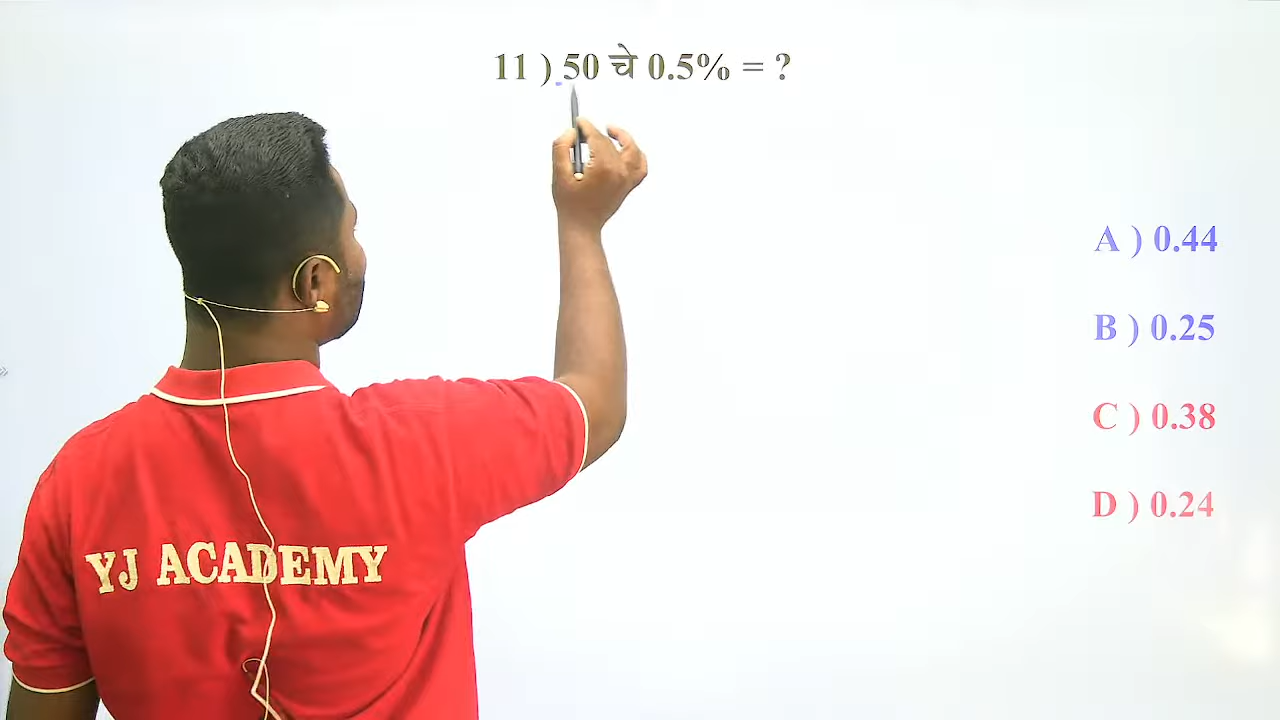 11 ) 50 चे 0.5% = ?
A ) 0.44
B ) 0.25
C ) 0.38
D ) 0.24
YJ ACADEMY